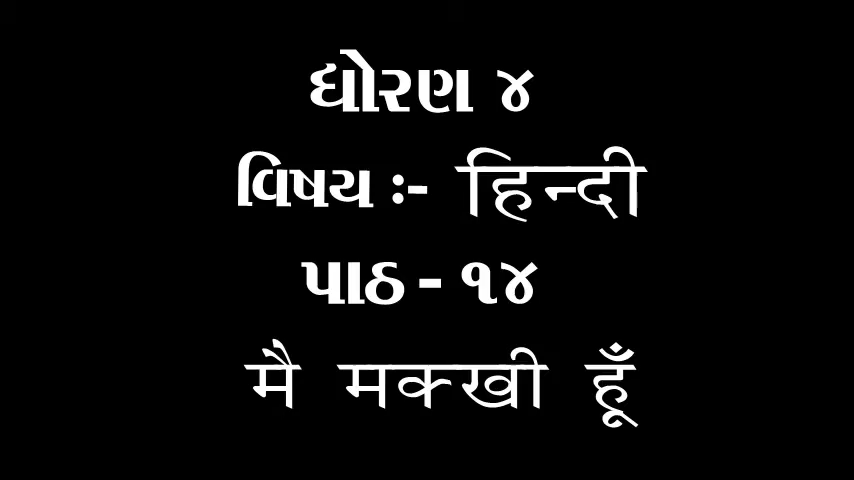 ધોરણ ૪
વિષય ઃ- हिन्दी
પાઠ - ૧૪
मै मक्खी हूँ